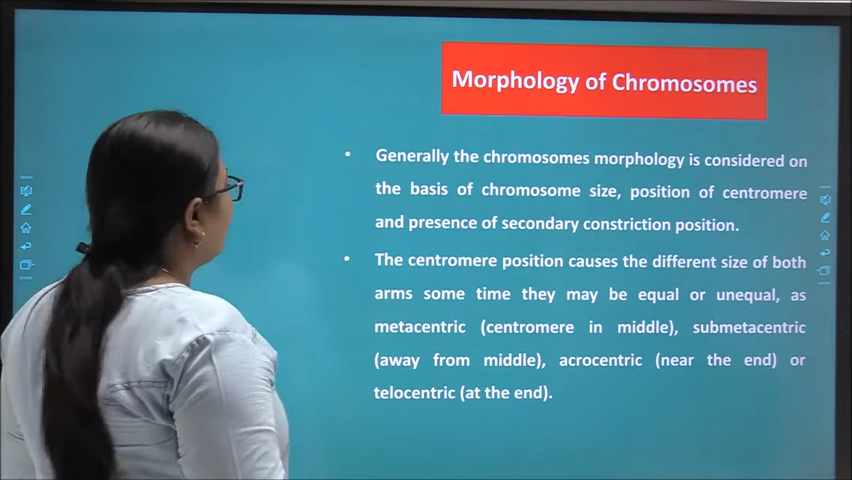 Morphology of Chromosomes
• Generally the chromosomes morphology is considered on
the basis of chromosome size, position of centromere
and presence of secondary constriction position.
• The centromere position causes the different size of both
arms some time they may be equal or unequal, as
metacentric (centromere in middle), submetacentric
(away from middle), acrocentric (near the end) or
telocentric (at the end).